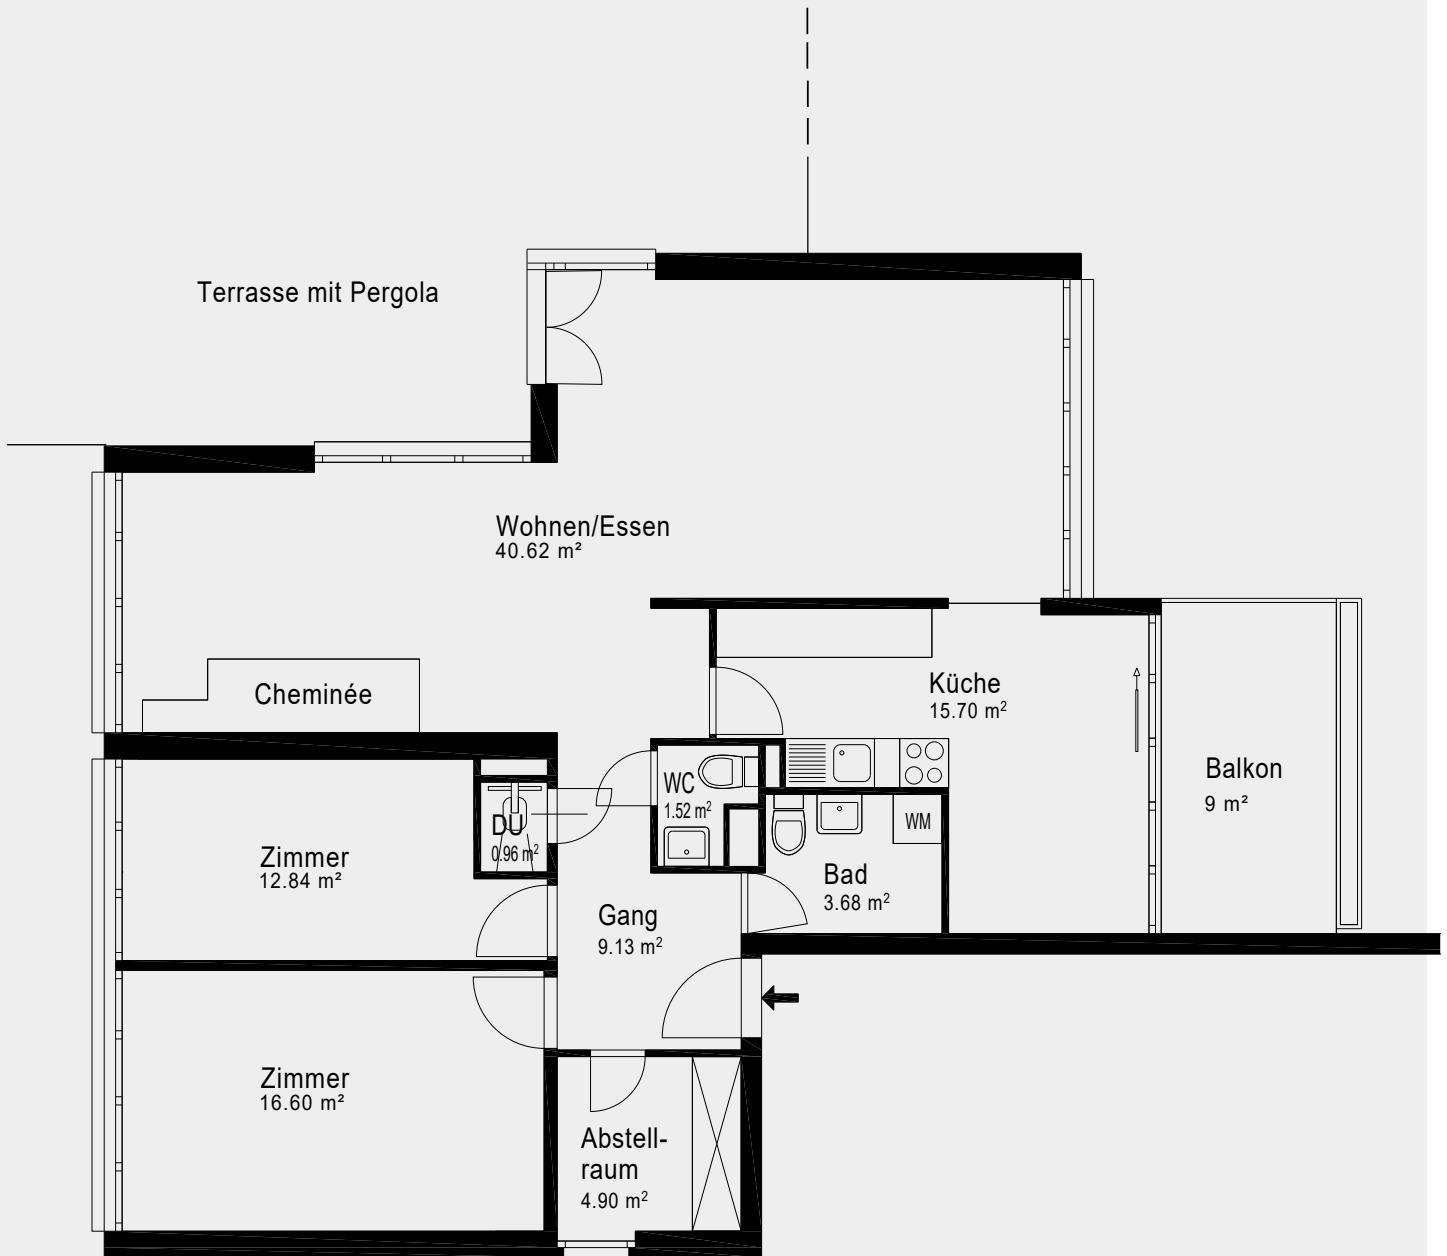 Terrasse mit Pergola
Wohnen/Essen
40.62 m²
Cheminée
Küche
15.70 m²
WC
1.52 m²
Balkon
9 m²
DU
0.96 m²
WM
Zimmer
12.84 m²
Bad
3.68 m²
Gang
9.13 m²
Zimmer
16.60 m²
Abstell-
raum
4.90 m²